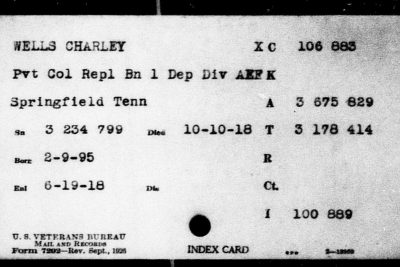 WELLS CHARLEY X C 106 883
Pvt Col Repl Bn 1 Dep Div AEF K
Springfield Tenn A 3 675 829
Sn 3 234 799 Died 10-10-18 T 3 178 414
Born 2-9-95 R
Enl 6-19-18 Dis Ct.
I 100 889
U. S. VETERANS BUREAU
MAIL AND RECORDS
Form 7202—Rev. Sept., 1926 INDEX CARD